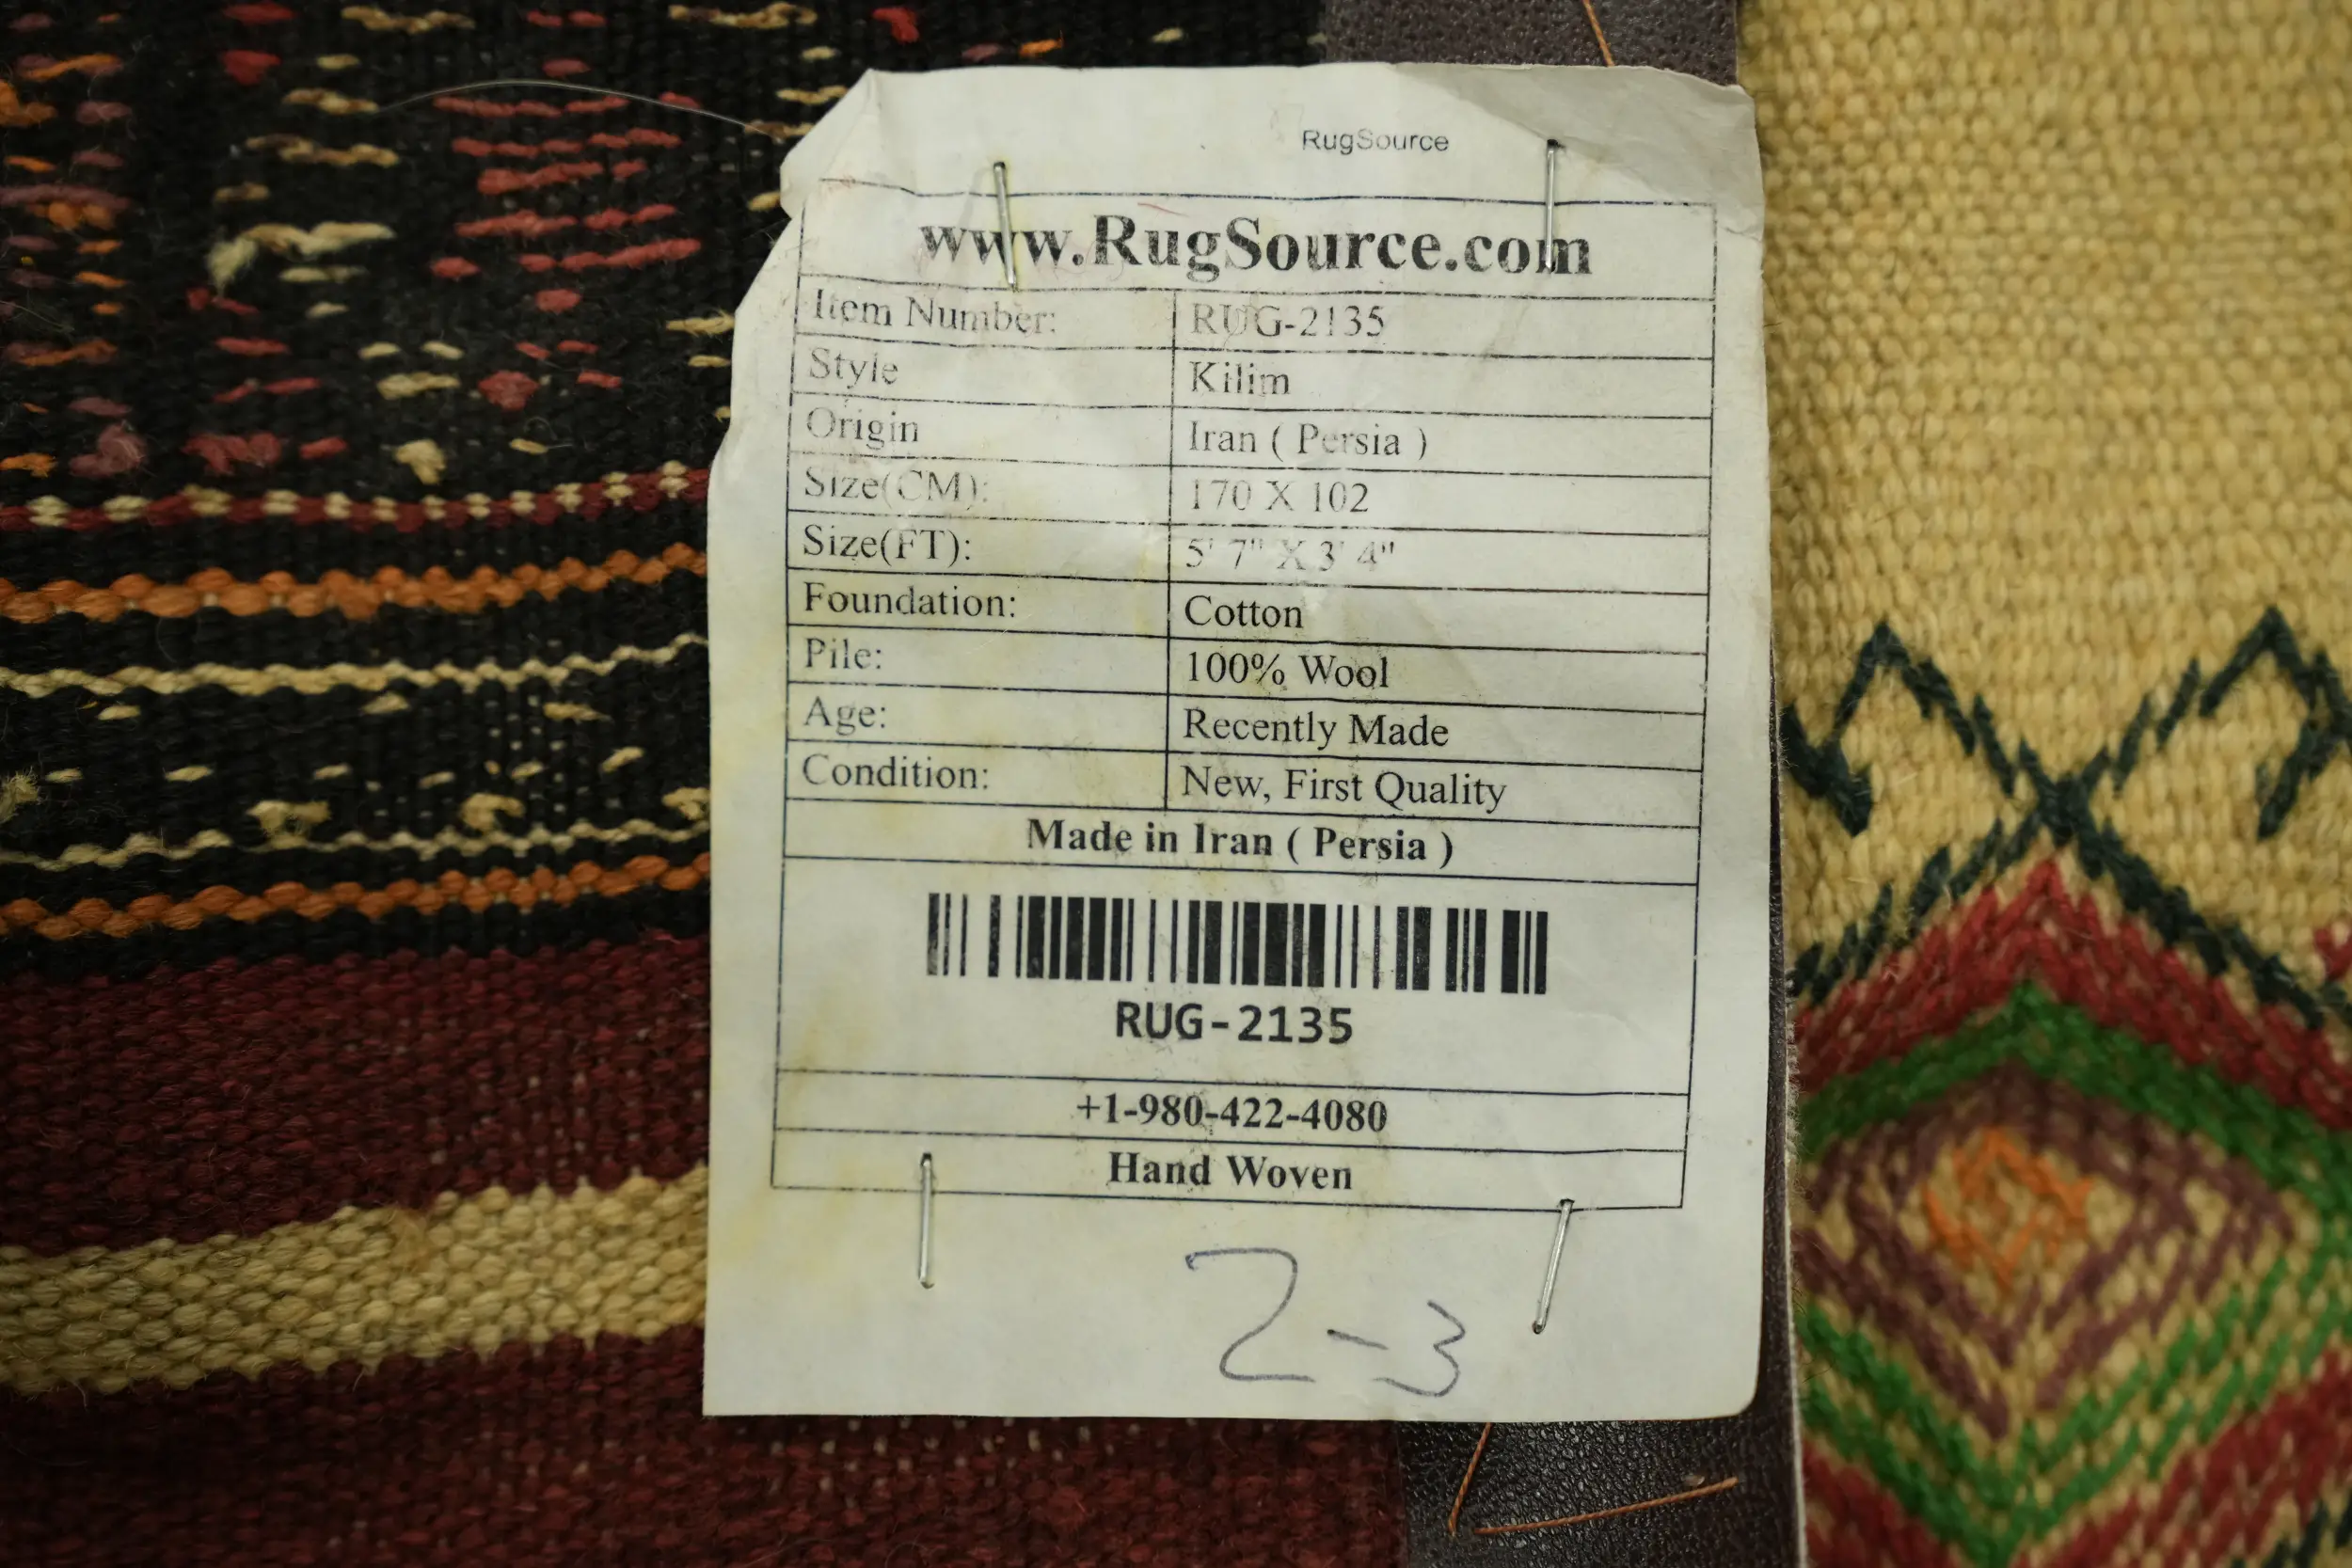 RugSource
www.RugSource.com
Item Number: RUG-2135
Style Kilim
Origin Iran ( Persia )
Size(CM): 170 X 102
Size(FT): 5' 7" X 3' 4"
Foundation: Cotton
Pile: 100% Wool
Age: Recently Made
Condition: New, First Quality
Made in Iran ( Persia )
RUG-2135
+1-980-422-4080
Hand Woven
2-3